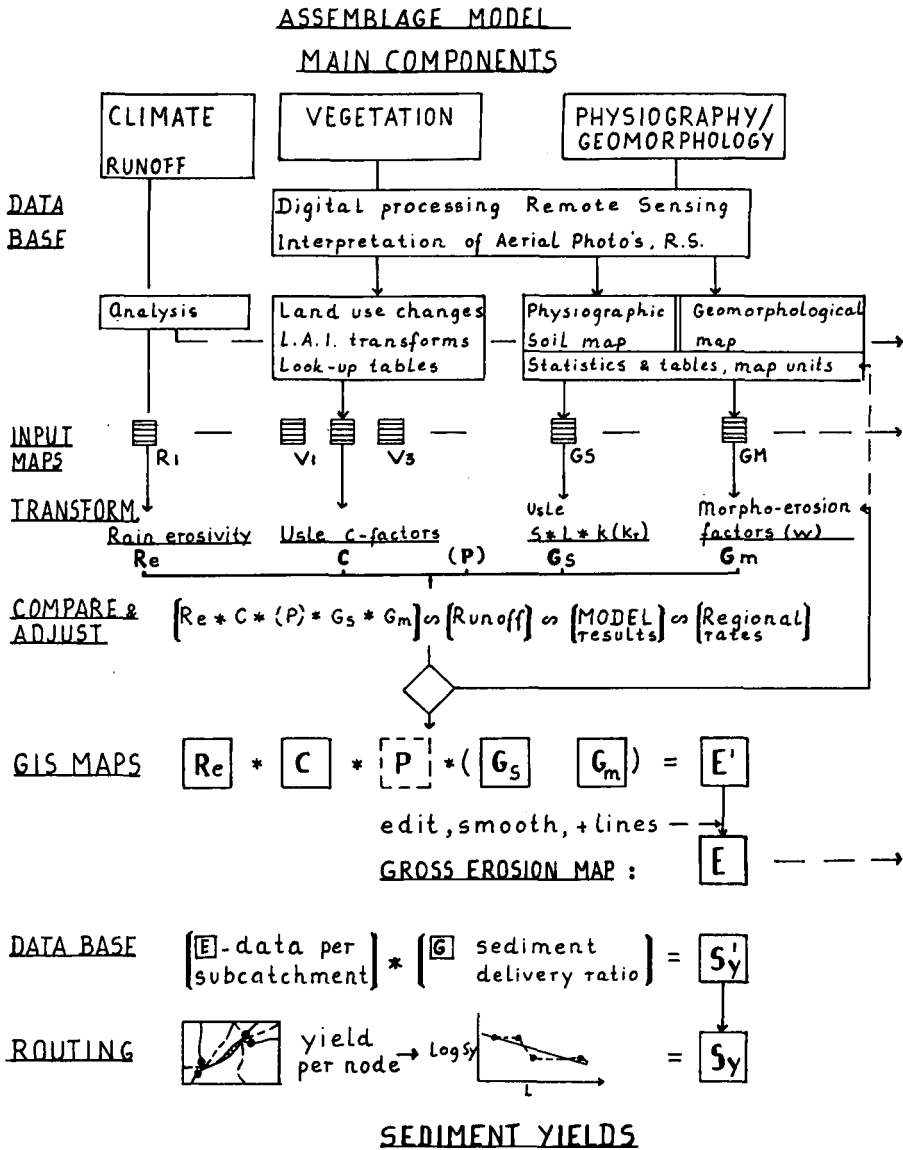 ASSEMBLAGE MODEL
MAIN COMPONENTS
CLIMATE
RUNOFF
VEGETATION
PHYSIOGRAPHY/
GEOMORPHOLOGY
DATA
BASE
Digital processing Remote Sensing
Interpretation of Aerial Photo's, R.S.
Analysis
Land use changes
L.A.I. transforms
Look-up tables
Physiographic
Soil map
Geomorphological
map
Statistics & tables, map units
INPUT
MAPS
R1
V1
V3
GS
GM
TRANSFORM
Rain erosivity
Re
Usle C-factors
C
(P)
Usle
S*L*k(kr)
Gs
Morpho-erosion
factors (w)
Gm
COMPARE &
ADJUST
[Re * C * (P) * Gs * Gm] ∽ [Runoff] ∽ [MODEL results] ∽ [Regional rates]
GIS MAPS
Re * C * P * (Gs Gm) = E'
edit, smooth, + lines
GROSS EROSION MAP :
E
DATA BASE
[E-data per subcatchment] * [G sediment delivery ratio] = Sy'
ROUTING
yield
per node
Log Sy
L
= Sy
SEDIMENT YIELDS